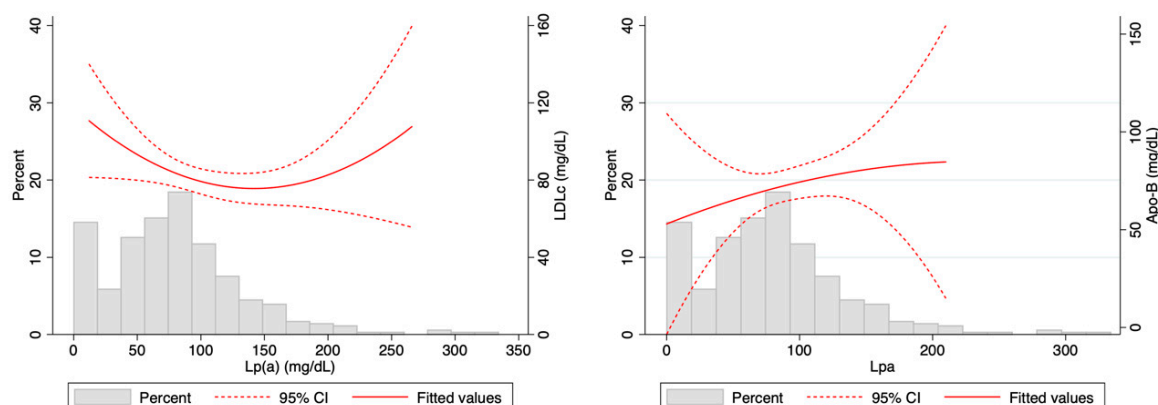 40
30
20
10
0
Percent
160
120
80
40
0
LDLc (mg/dL)
0 50 100 150 200 250 300 350
Lp(a) (mg/dL)
Percent 95% CI Fitted values
40
30
20
10
0
Percent
150
100
50
0
Apo-B (mg/dL)
0 100 200 300
Lpa
Percent 95% CI Fitted values